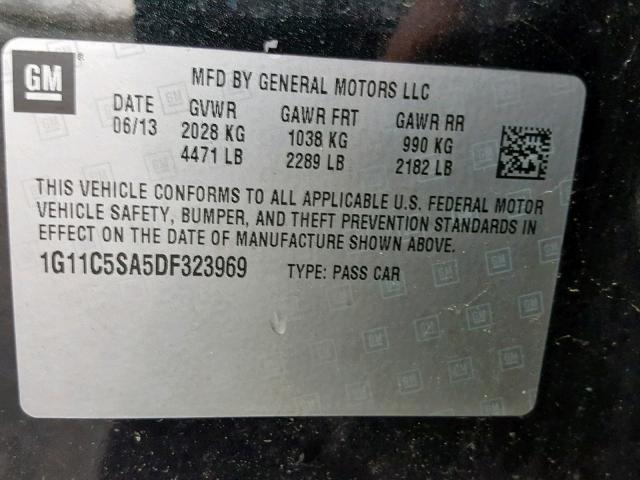 GM
®
MFD BY GENERAL MOTORS LLC
DATE GVWR GAWR FRT GAWR RR
06/13 2028 KG 1038 KG 990 KG
4471 LB 2289 LB 2182 LB
THIS VEHICLE CONFORMS TO ALL APPLICABLE U.S. FEDERAL MOTOR
VEHICLE SAFETY, BUMPER, AND THEFT PREVENTION STANDARDS IN
EFFECT ON THE DATE OF MANUFACTURE SHOWN ABOVE.
1G11C5SA5DF323969 TYPE: PASS CAR